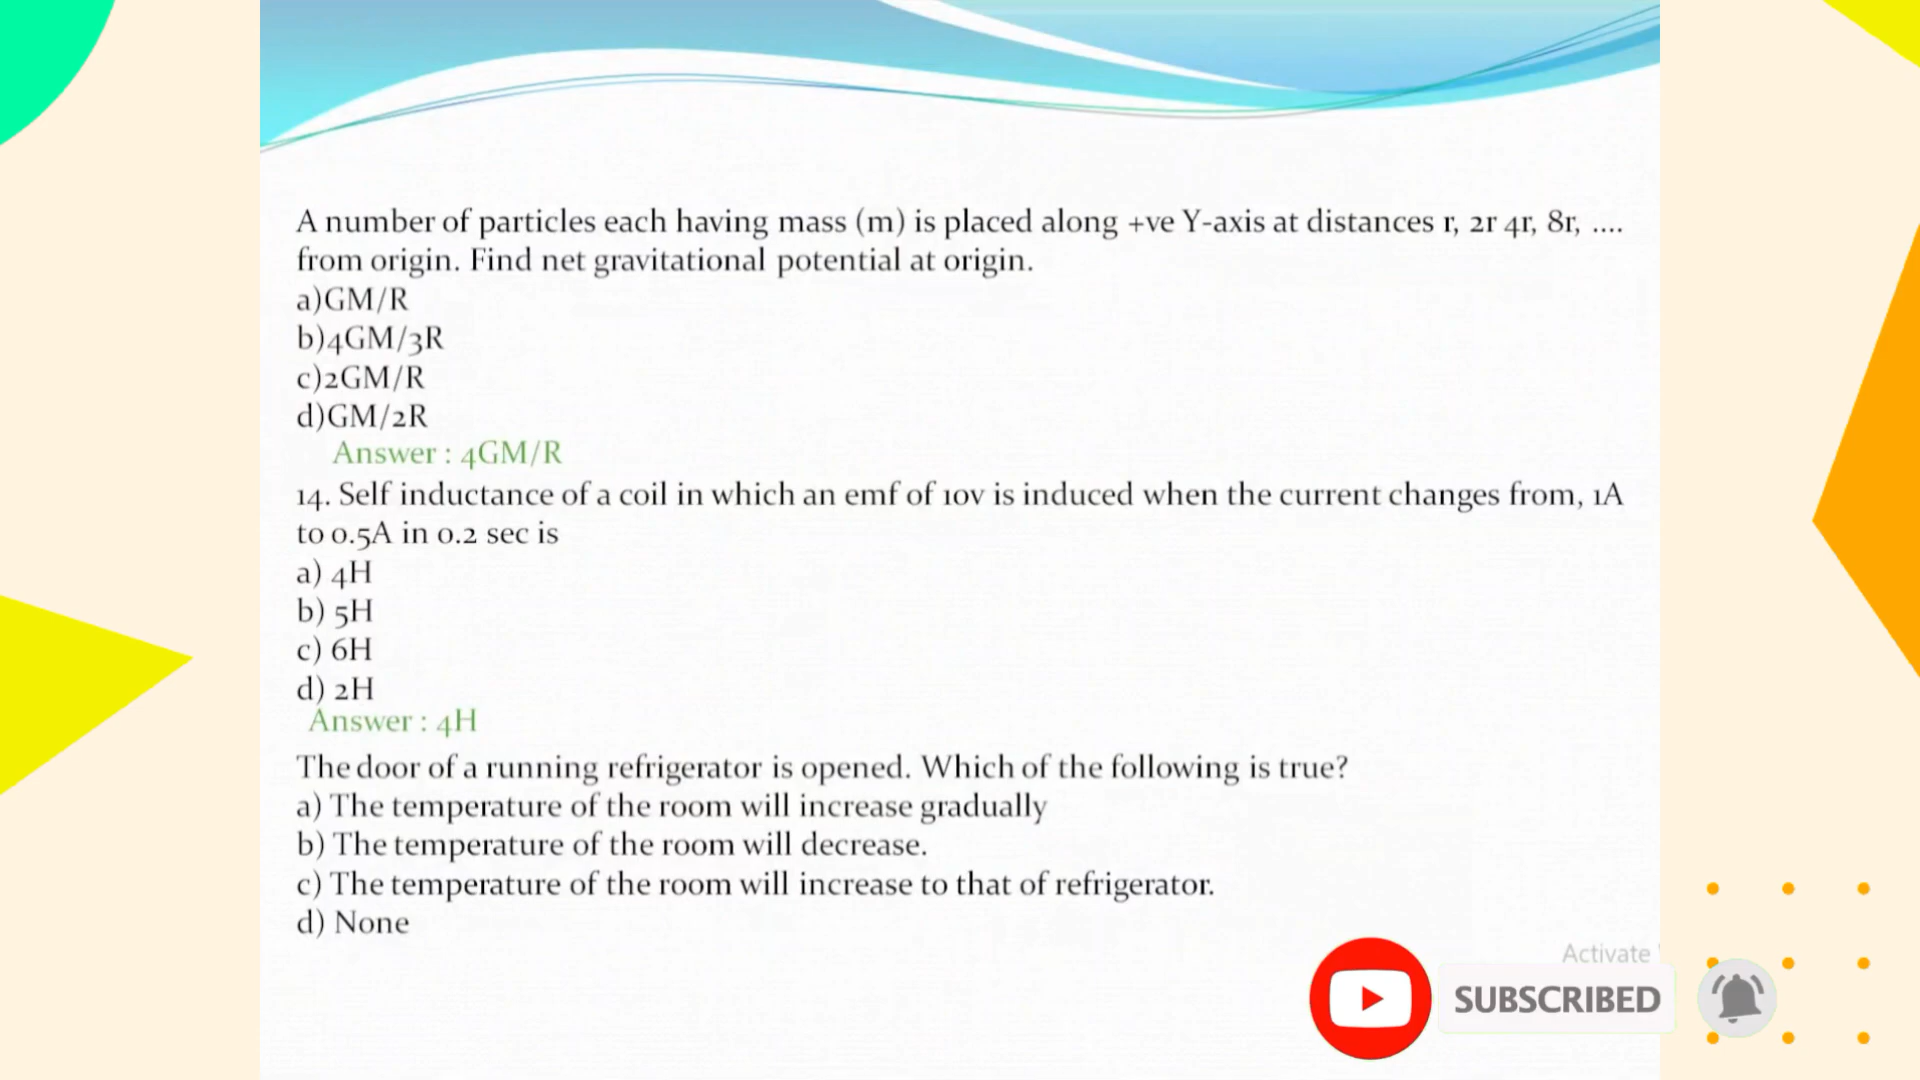 A number of particles each having mass (m) is placed along +ve Y-axis at distances r, 2r 4r, 8r, ....
from origin. Find net gravitational potential at origin.
a)GM/R
b)4GM/3R
c)2GM/R
d)GM/2R
Answer : 4GM/R
14. Self inductance of a coil in which an emf of 10v is induced when the current changes from, 1A
to 0.5A in 0.2 sec is
a) 4H
b) 5H
c) 6H
d) 2H
Answer : 4H
The door of a running refrigerator is opened. Which of the following is true?
a) The temperature of the room will increase gradually
b) The temperature of the room will decrease.
c) The temperature of the room will increase to that of refrigerator.
d) None
Activate
SUBSCRIBED